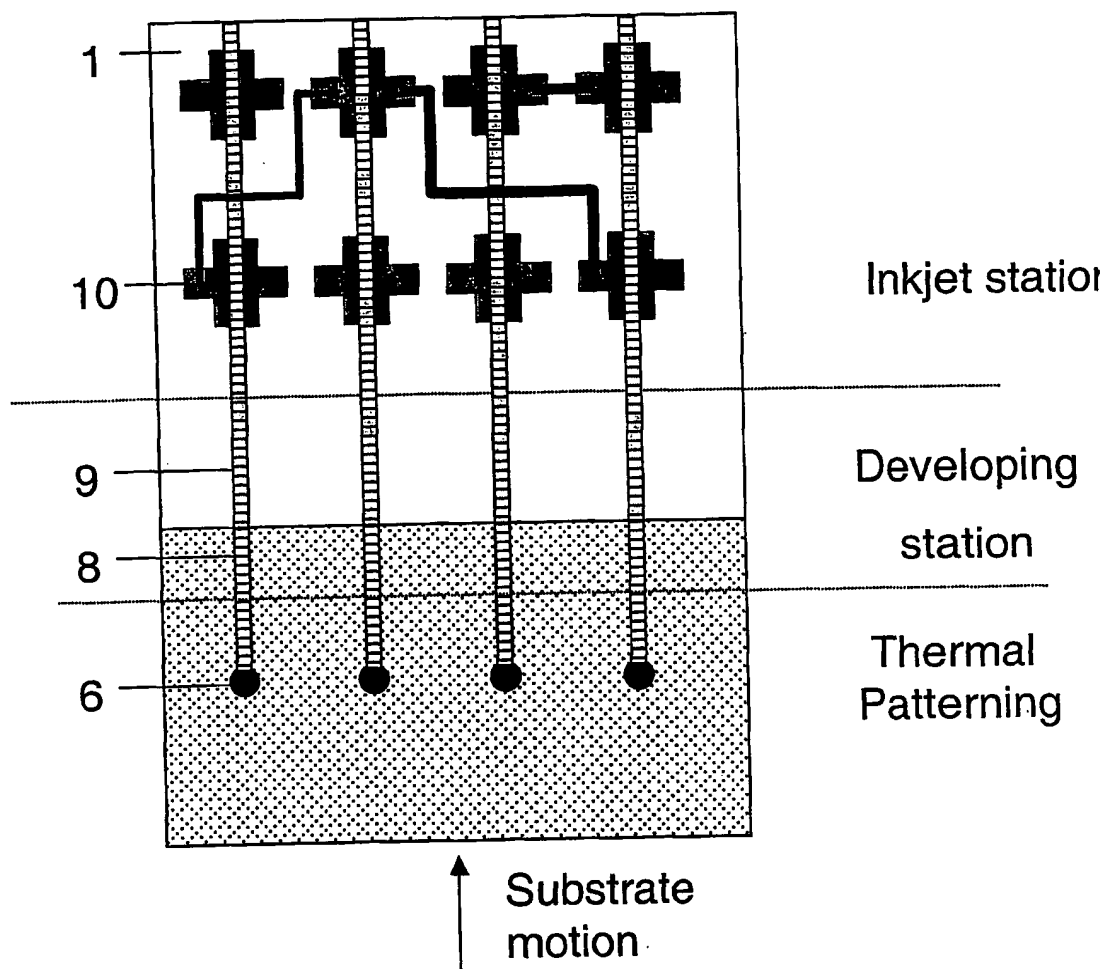 1
10
Inkjet station
9
Developing
8
station
6
Thermal
Patterning
Substrate
motion